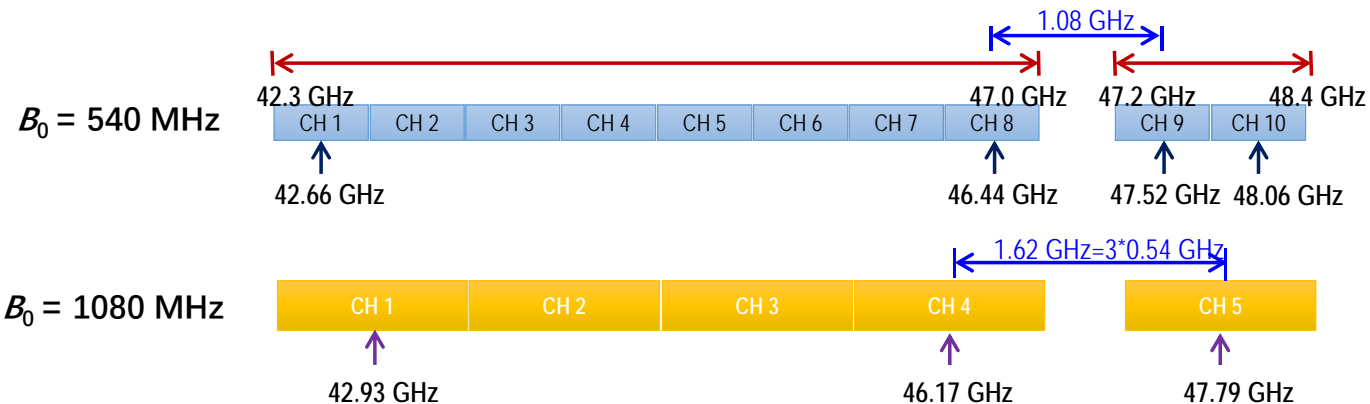 1.08 GHz
42.3 GHz 47.0 GHz 47.2 GHz 48.4 GHz
B0 = 540 MHz
CH 1 CH 2 CH 3 CH 4 CH 5 CH 6 CH 7 CH 8 CH 9 CH 10
42.66 GHz 46.44 GHz 47.52 GHz 48.06 GHz
1.62 GHz=3*0.54 GHz
B0 = 1080 MHz
CH 1 CH 2 CH 3 CH 4 CH 5
42.93 GHz 46.17 GHz 47.79 GHz